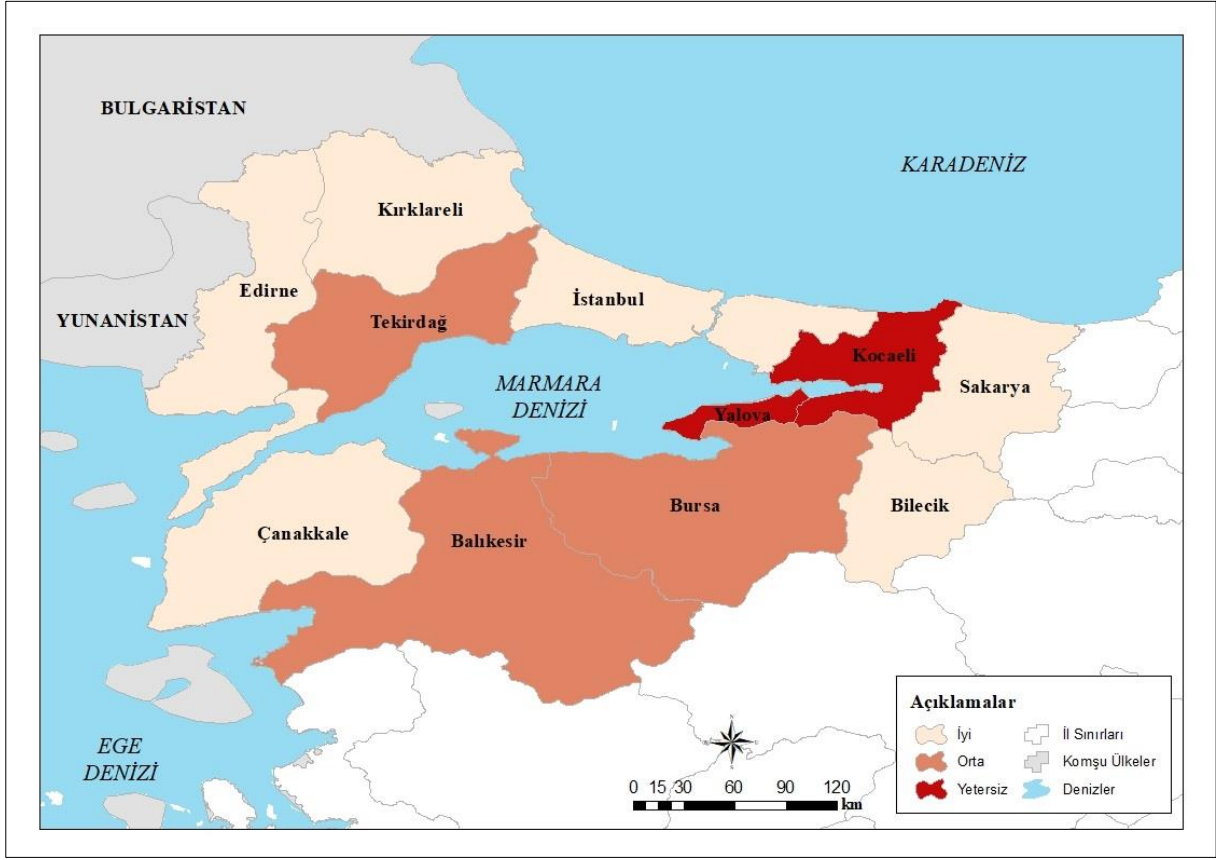 BULGARİSTAN
KARADENİZ
Kırklareli
Edirne
İstanbul
YUNANİSTAN
Tekirdağ
Kocaeli
MARMARA
DENİZİ
Sakarya
Yalova
Bursa
Bilecik
Çanakkale
Balıkesir
EGE
DENİZİ
Açıklamalar
İyi
Orta
Yetersiz
İl Sınırları
Komşu Ülkeler
Denizler
0 15 30 60 90 120
km